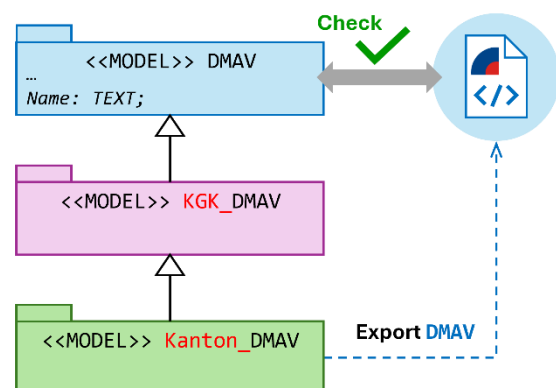 Check
<<MODEL>> DMAV
…
Name: TEXT;
</>
<<MODEL>> KGK_DMAV
<<MODEL>> Kanton_DMAV
Export DMAV